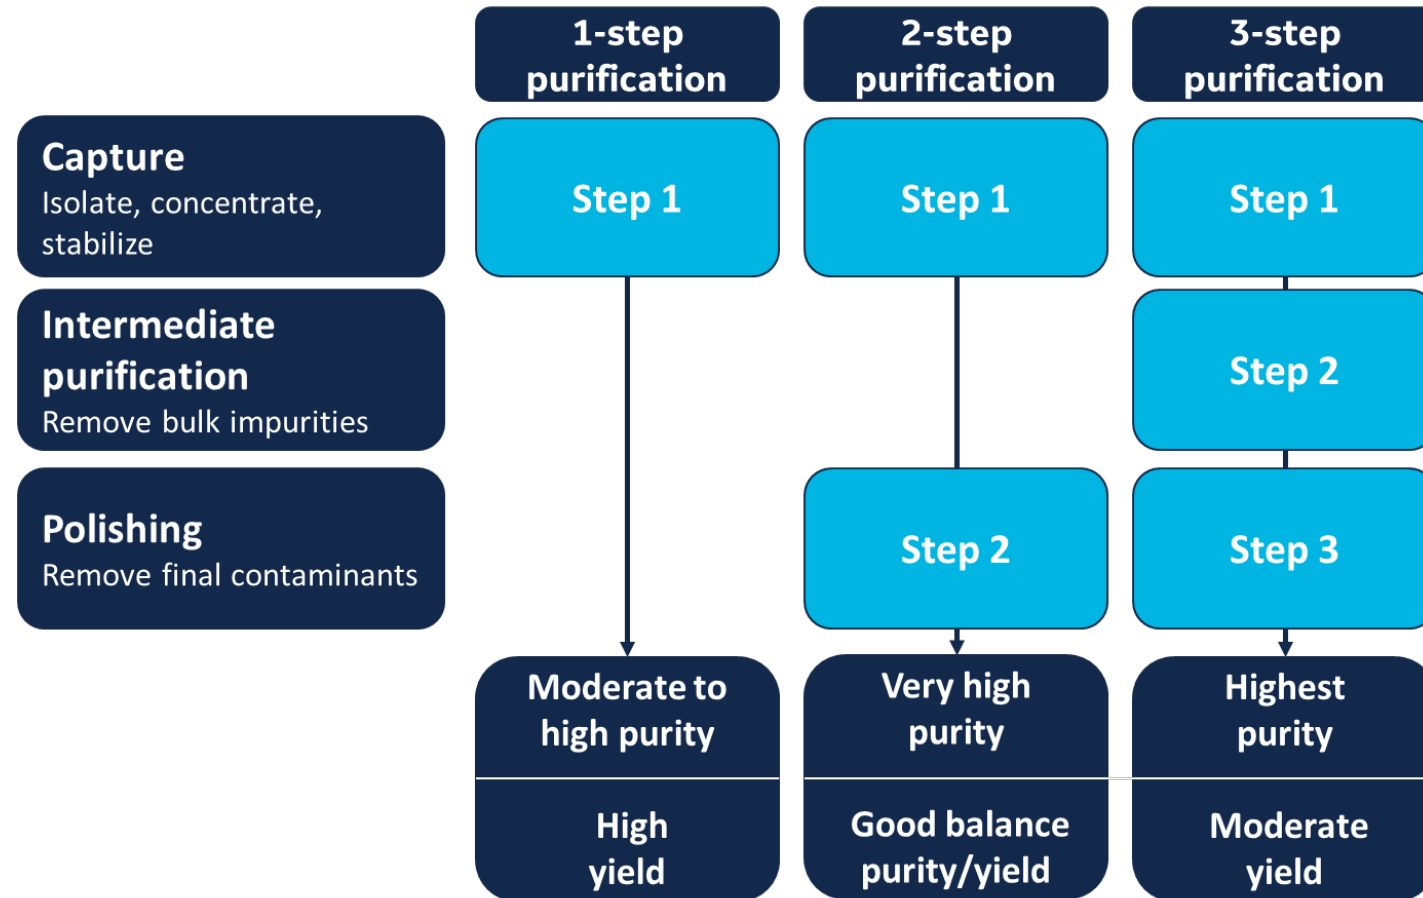 1-step
purification
2-step
purification
3-step
purification
Capture
Isolate, concentrate,
stabilize
Step 1
Step 1
Step 1
Intermediate
purification
Remove bulk impurities
Step 2
Polishing
Remove final contaminants
Step 2
Step 3
Moderate to
high purity
Very high
purity
Highest
purity
High
yield
Good balance
purity/yield
Moderate
yield